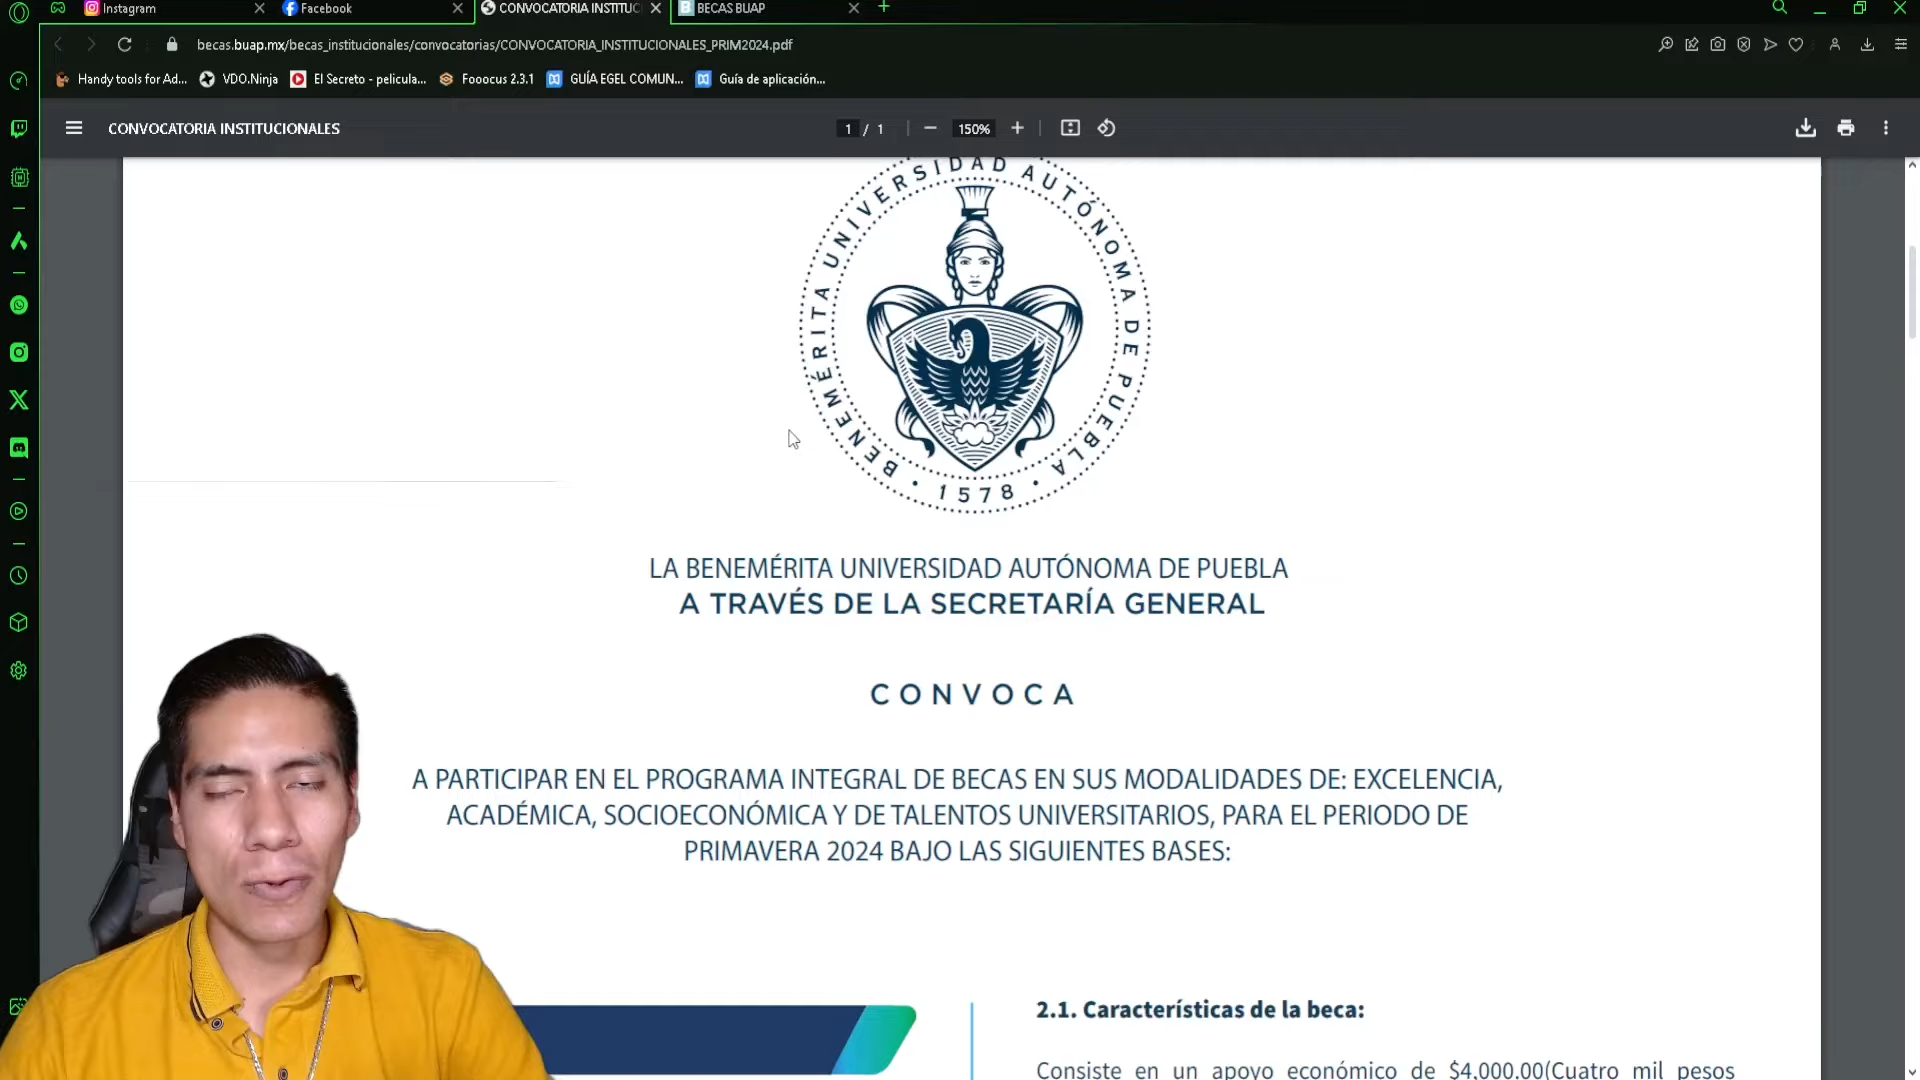 Instagram
Facebook
CONVOCATORIA INSTITUC
BECAS BUAP
becas.buap.mx/becas_institucionales/convocatorias/CONVOCATORIA_INSTITUCIONALES_PRIM2024.pdf
Handy tools for Ad...
VDO.Ninja
El Secreto - pelicula...
Fooocus 2.3.1
GUÍA EGEL COMUN...
Guía de aplicación...
CONVOCATORIA INSTITUCIONALES
1 / 1
150%
BENEMÉRITA UNIVERSIDAD AUTÓNOMA DE PUEBLA
· 1578 ·
LA BENEMÉRITA UNIVERSIDAD AUTÓNOMA DE PUEBLA
A TRAVÉS DE LA SECRETARÍA GENERAL
CONVOCA
A PARTICIPAR EN EL PROGRAMA INTEGRAL DE BECAS EN SUS MODALIDADES DE: EXCELENCIA,
ACADÉMICA, SOCIOECONÓMICA Y DE TALENTOS UNIVERSITARIOS, PARA EL PERIODO DE
PRIMAVERA 2024 BAJO LAS SIGUIENTES BASES:
2.1. Características de la beca:
Consiste en un apoyo económico de $4,000.00(Cuatro mil pesos